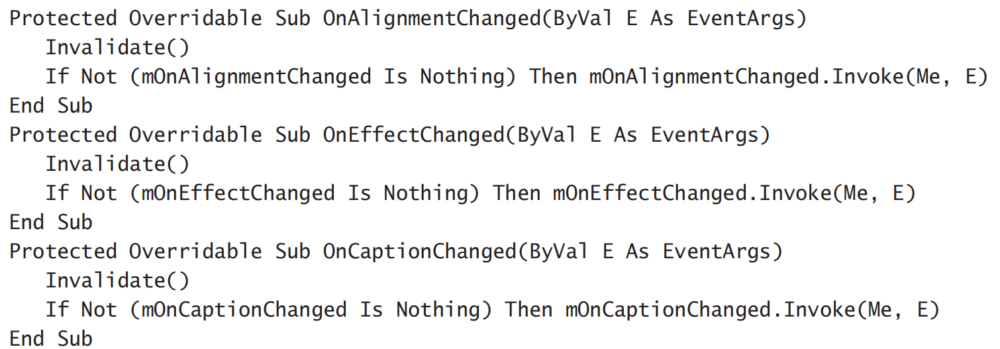 Protected Overridable Sub OnAlignmentChanged(ByVal E As EventArgs)
   Invalidate()
   If Not (mOnAlignmentChanged Is Nothing) Then mOnAlignmentChanged.Invoke(Me, E)
End Sub
Protected Overridable Sub OnEffectChanged(ByVal E As EventArgs)
   Invalidate()
   If Not (mOnEffectChanged Is Nothing) Then mOnEffectChanged.Invoke(Me, E)
End Sub
Protected Overridable Sub OnCaptionChanged(ByVal E As EventArgs)
   Invalidate()
   If Not (mOnCaptionChanged Is Nothing) Then mOnCaptionChanged.Invoke(Me, E)
End Sub